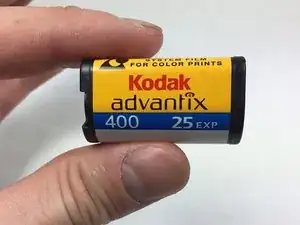 SYSTEM FILM
FOR COLOR PRINTS
Kodak
advantix
400 25 EXP